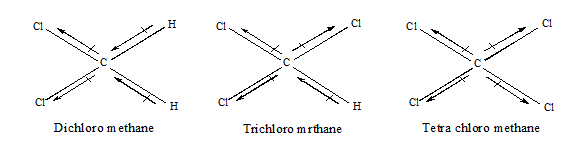 Cl H Cl Cl Cl Cl
C C C
Cl H Cl H Cl Cl
Dichloro methane Trichloro mrthane Tetra chloro methane